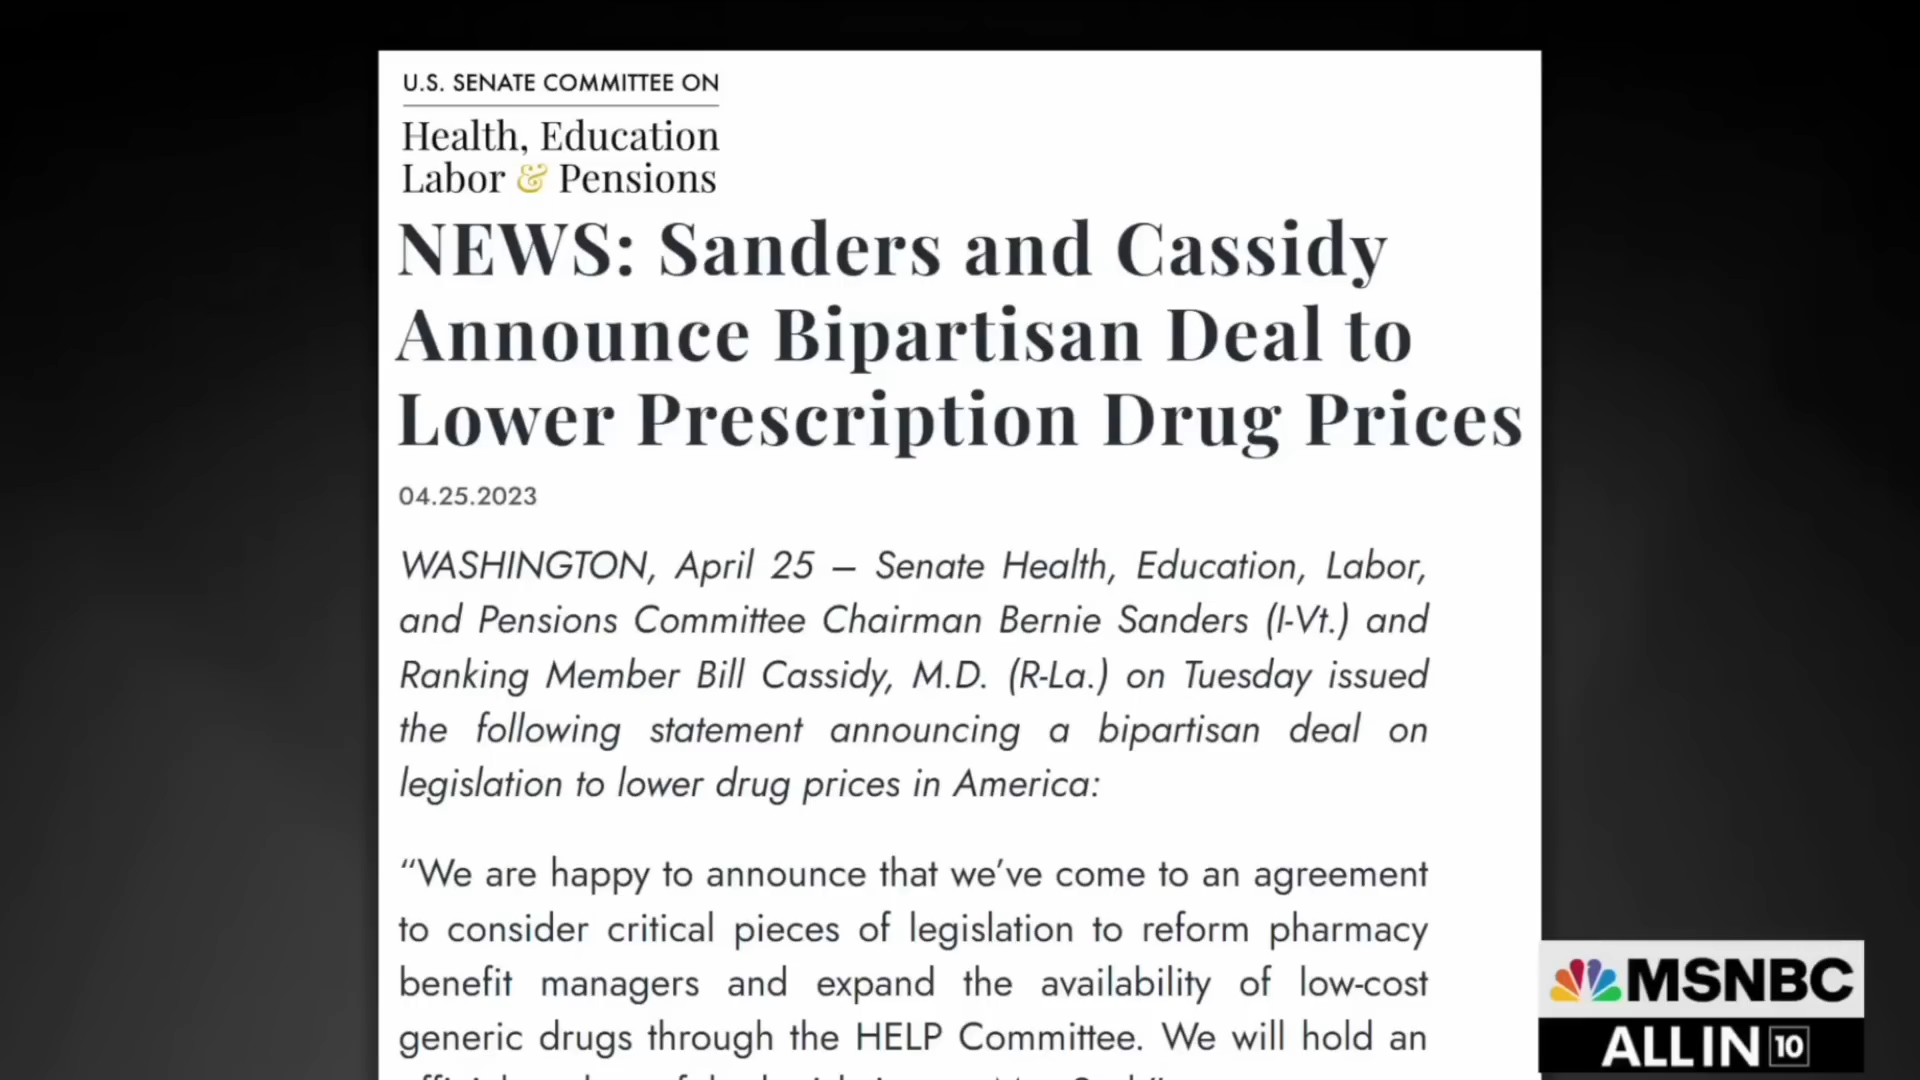 U.S. SENATE COMMITTEE ON
Health, Education
Labor & Pensions
NEWS: Sanders and Cassidy
Announce Bipartisan Deal to
Lower Prescription Drug Prices
04.25.2023
WASHINGTON, April 25 – Senate Health, Education, Labor,
and Pensions Committee Chairman Bernie Sanders (I-Vt.) and
Ranking Member Bill Cassidy, M.D. (R-La.) on Tuesday issued
the following statement announcing a bipartisan deal on
legislation to lower drug prices in America:
“We are happy to announce that we’ve come to an agreement
to consider critical pieces of legislation to reform pharmacy
benefit managers and expand the availability of low-cost
generic drugs through the HELP Committee. We will hold an
MSNBC
ALL IN 10